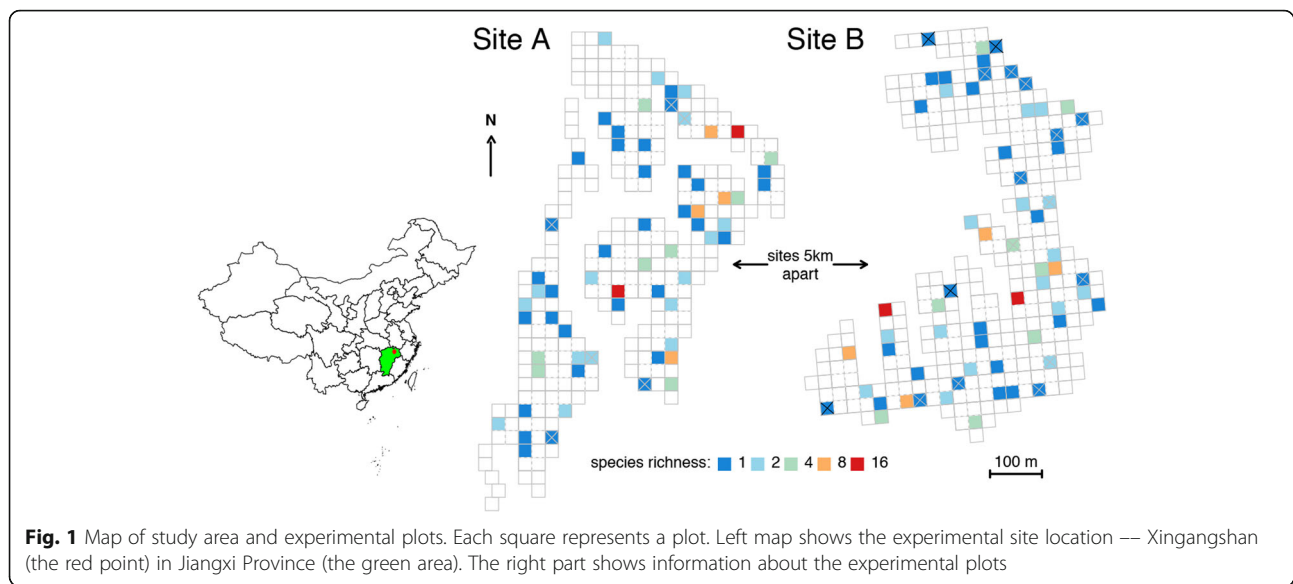 Site A
Site B
N
sites 5km
apart
species richness: 1 2 4 8 16
100 m
Fig. 1 Map of study area and experimental plots. Each square represents a plot. Left map shows the experimental site location –– Xingangshan
(the red point) in Jiangxi Province (the green area). The right part shows information about the experimental plots